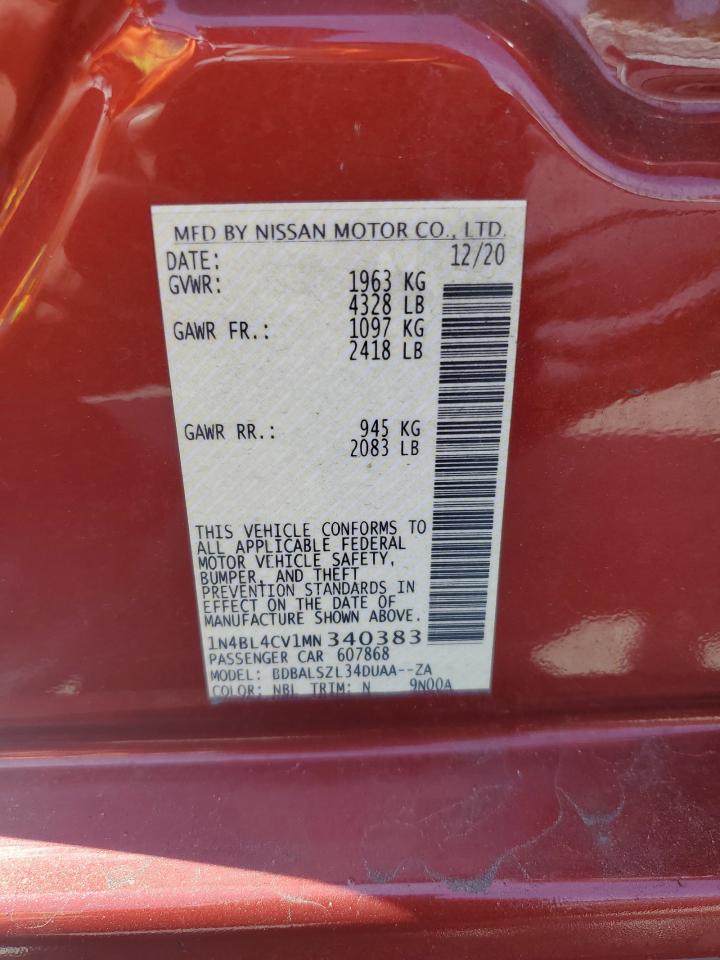 MFD BY NISSAN MOTOR CO., LTD.
DATE: 12/20
GVWR: 1963 KG
4328 LB
GAWR FR.: 1097 KG
2418 LB
GAWR RR.: 945 KG
2083 LB
THIS VEHICLE CONFORMS TO
ALL APPLICABLE FEDERAL
MOTOR VEHICLE SAFETY,
BUMPER, AND THEFT
PREVENTION STANDARDS IN
EFFECT ON THE DATE OF
MANUFACTURE SHOWN ABOVE.
1N4BL4CV1MN340383
PASSENGER CAR 607868
MODEL: BDBALSZL34DUAA--ZA
COLOR: NBL TRIM: N 9N00A